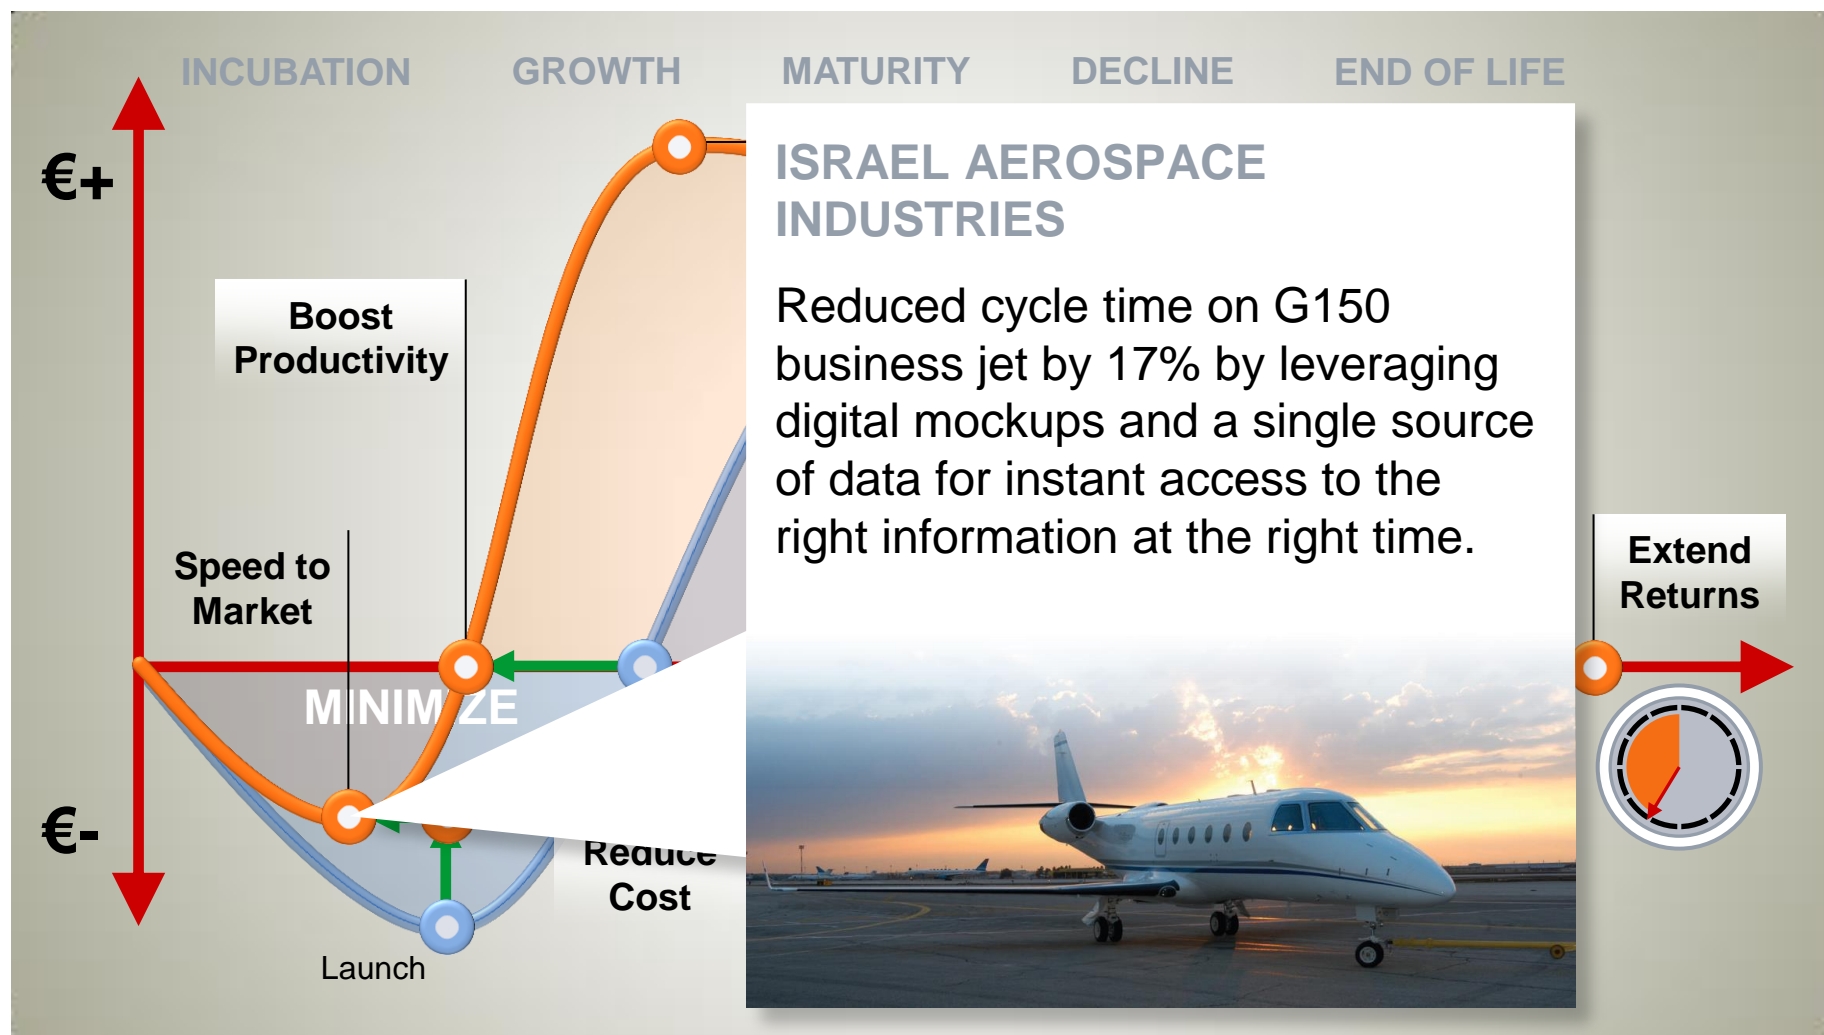 INCUBATION GROWTH MATURITY DECLINE END OF LIFE
€+
ISRAEL AEROSPACE
INDUSTRIES
Reduced cycle time on G150
business jet by 17% by leveraging
digital mockups and a single source
of data for instant access to the
right information at the right time.
Boost
Productivity
Speed to
Market
Extend
Returns
MINIMIZE
€-
Reduce
Cost
Launch